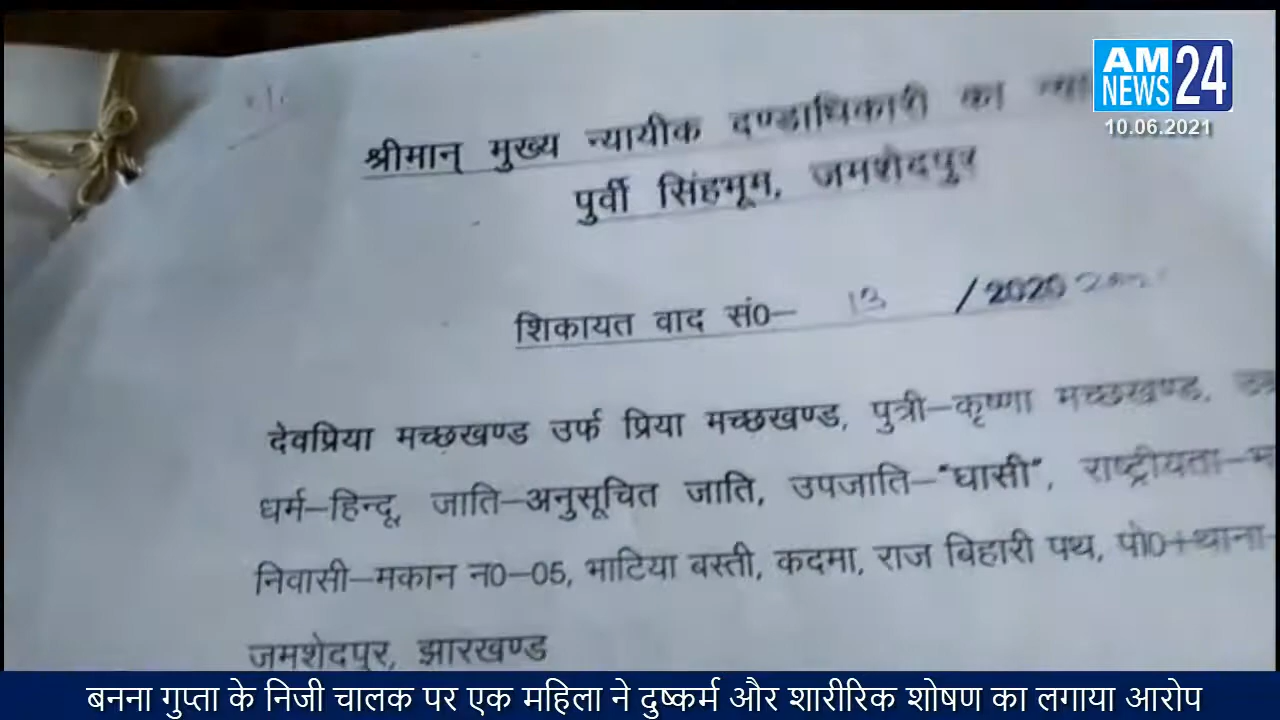 AM
NEWS 24
10.06.2021
श्रीमान् मुख्य न्यायीक दण्डाधिकारी का
पुर्वी सिंहभूम, जमशेदपुर
शिकायत वाद सं0– 13 /2020
देवप्रिया मच्छखण्ड उर्फ प्रिया मच्छखण्ड, पुत्री–कृष्णा मच्छखण्ड,
धर्म–हिन्दू, जाति–अनुसूचित जाति, उपजाति–"घासी", राष्ट्रीयता–
निवासी–मकान न0–05, भाटिया बस्ती, कदमा, राज बिहारी पथ, पो0+थाना–
जमशेदपुर, झारखण्ड
बनना गुप्ता के निजी चालक पर एक महिला ने दुष्कर्म और शारीरिक शोषण का लगाया आरोप